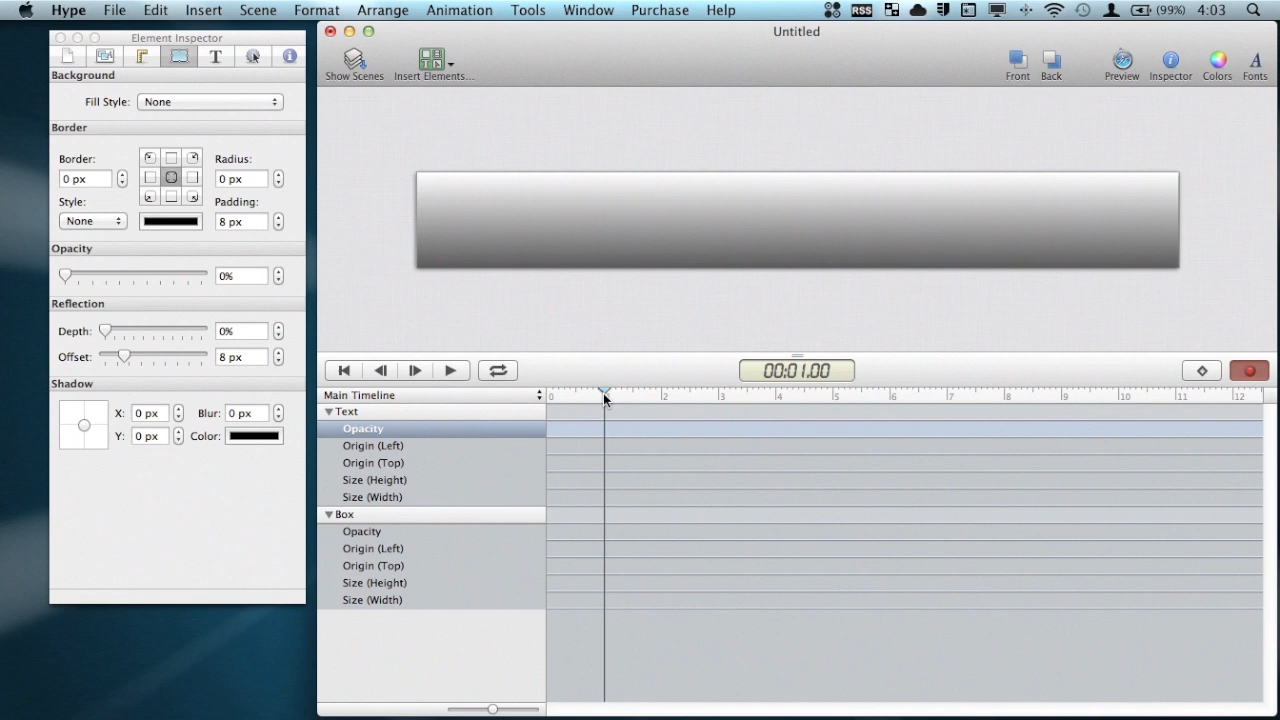 Hype File Edit Insert Scene Format Arrange Animation Tools Window Purchase Help RSS (99%) 4:03
Element Inspector
T
Background
Fill Style: None
Border
Border: Radius:
0 px 0 px
Style: Padding:
None 8 px
Opacity
0%
Reflection
Depth: 0%
Offset: 8 px
Shadow
X: 0 px Blur: 0 px
Y: 0 px Color:
Untitled
Show Scenes Insert Elements... Front Back Preview Inspector Colors Fonts
00:01.00
Main Timeline 0 2 3 4 5 6 7 8 9 10 11 12
Text
Opacity
Origin (Left)
Origin (Top)
Size (Height)
Size (Width)
Box
Opacity
Origin (Left)
Origin (Top)
Size (Height)
Size (Width)